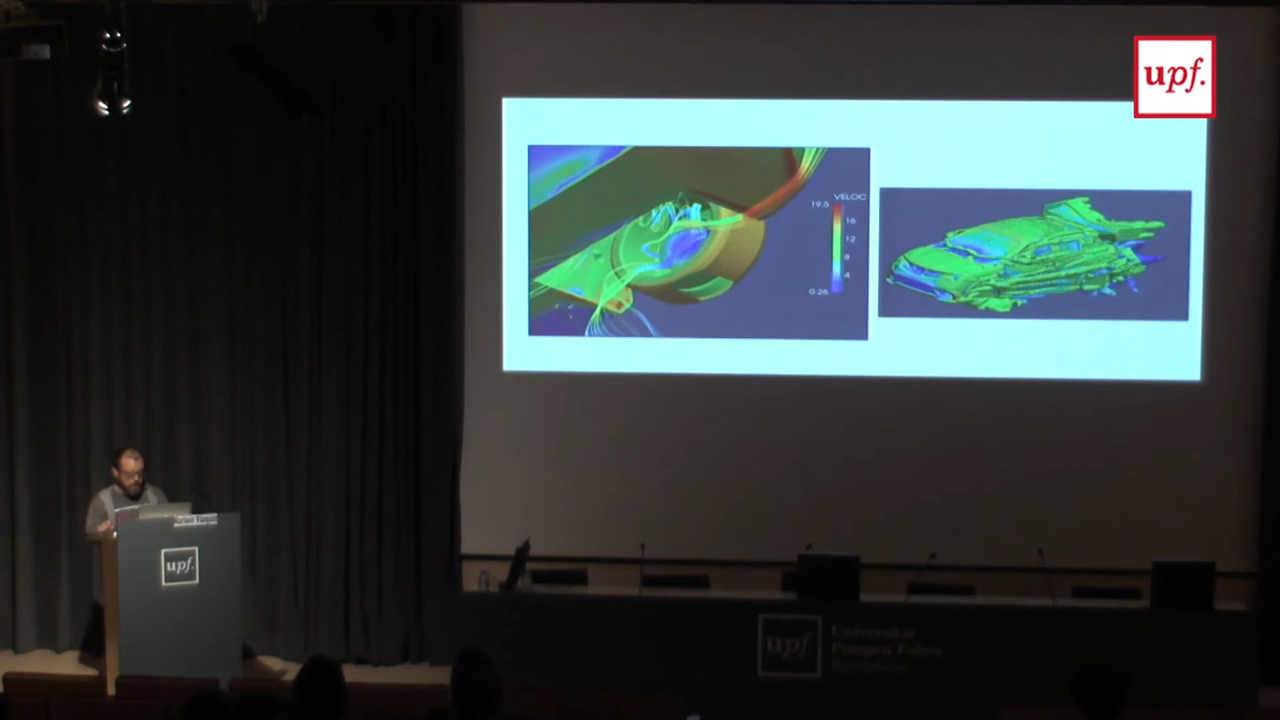 upf.
VELOC
19.5
16
12
8
4
0.26
upf.
upf
Universitat
Pompeu Fabra
Barcelona